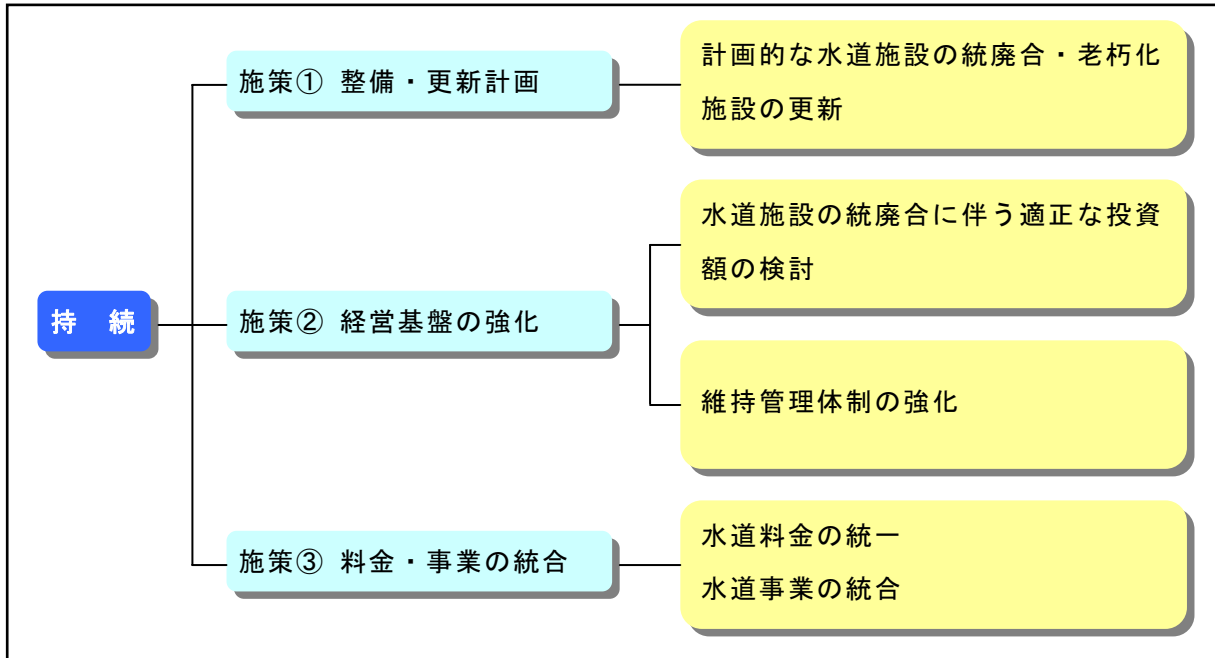 持 続
施策① 整備・更新計画
計画的な水道施設の統廃合・老朽化
施設の更新
施策② 経営基盤の強化
水道施設の統廃合に伴う適正な投資
額の検討
維持管理体制の強化
施策③ 料金・事業の統合
水道料金の統一
水道事業の統合